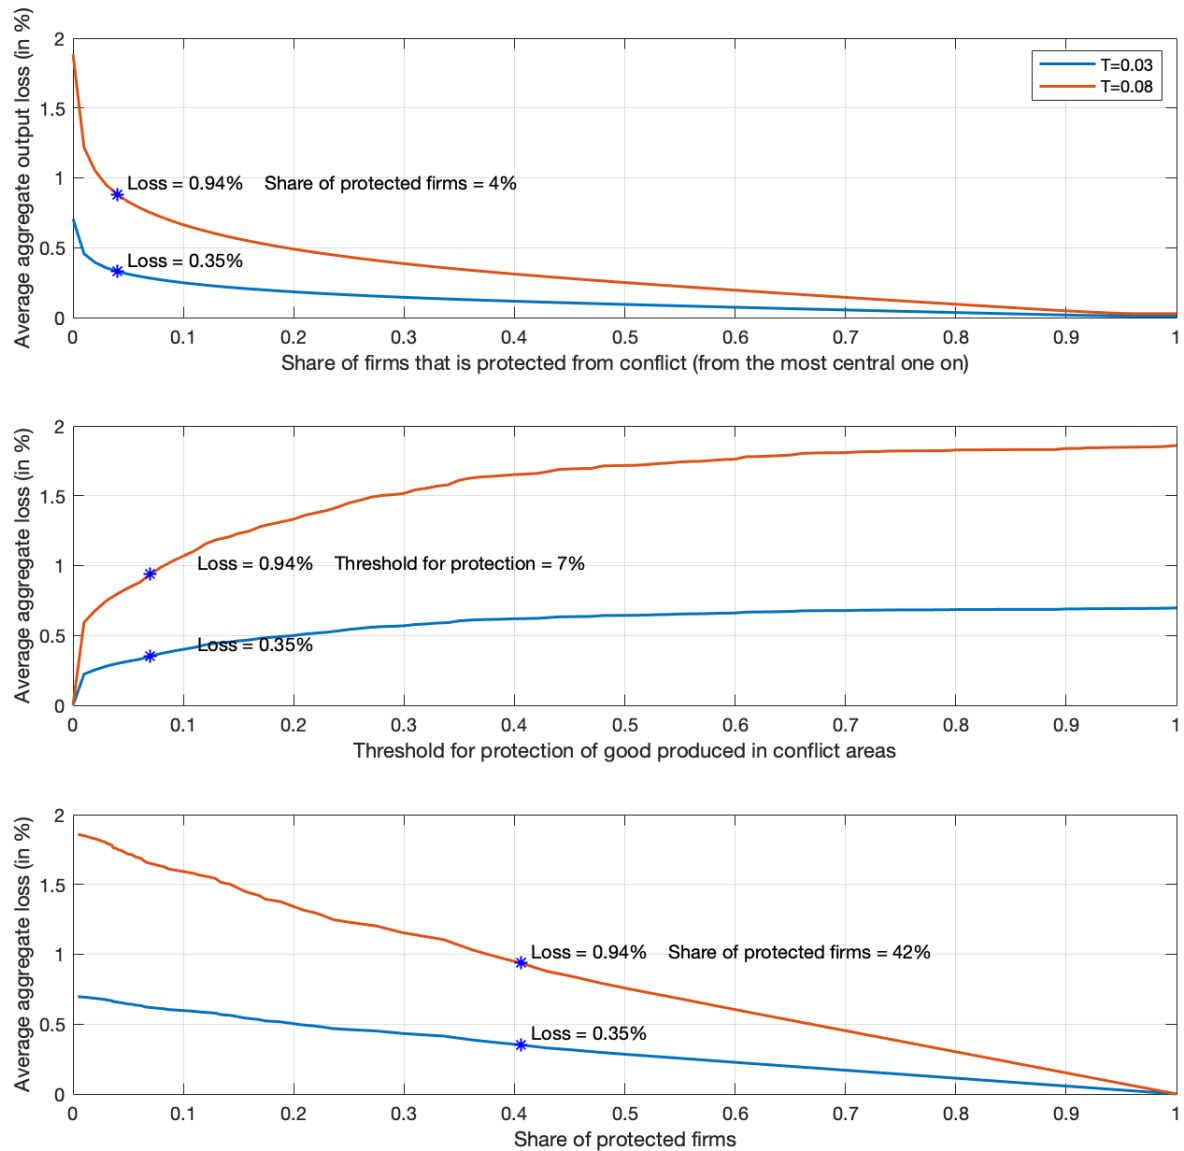 Average aggregate output loss (in %)
2
1.5
1
0.5
0
T=0.03
T=0.08
Loss = 0.94% Share of protected firms = 4%
Loss = 0.35%
0 0.1 0.2 0.3 0.4 0.5 0.6 0.7 0.8 0.9 1
Share of firms that is protected from conflict (from the most central one on)
Average aggregate loss (in %)
2
1.5
1
0.5
0
Loss = 0.94% Threshold for protection = 7%
Loss = 0.35%
0 0.1 0.2 0.3 0.4 0.5 0.6 0.7 0.8 0.9 1
Threshold for protection of good produced in conflict areas
Average aggregate loss (in %)
2
1.5
1
0.5
0
Loss = 0.94% Share of protected firms = 42%
Loss = 0.35%
0 0.1 0.2 0.3 0.4 0.5 0.6 0.7 0.8 0.9 1
Share of protected firms